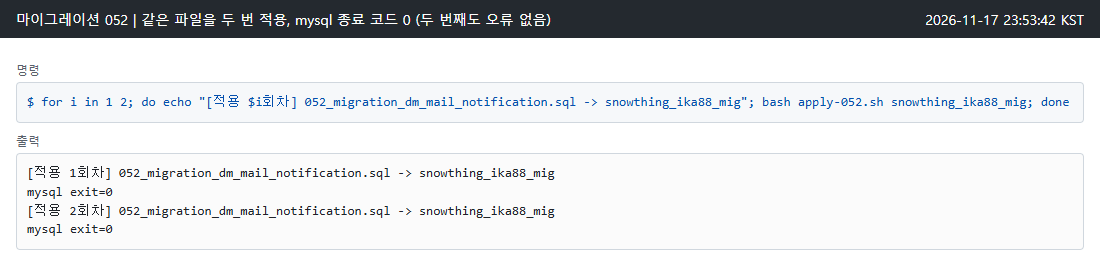 마이그레이션 052 | 같은 파일을 두 번 적용, mysql 종료 코드 0 (두 번째도 오류 없음)
2026-11-17 23:53:42 KST
명령
$ for i in 1 2; do echo "[적용 $i회차] 052_migration_dm_mail_notification.sql -> snowthing_ika88_mig"; bash apply-052.sh snowthing_ika88_mig; done
출력
[적용 1회차] 052_migration_dm_mail_notification.sql -> snowthing_ika88_mig
mysql exit=0
[적용 2회차] 052_migration_dm_mail_notification.sql -> snowthing_ika88_mig
mysql exit=0